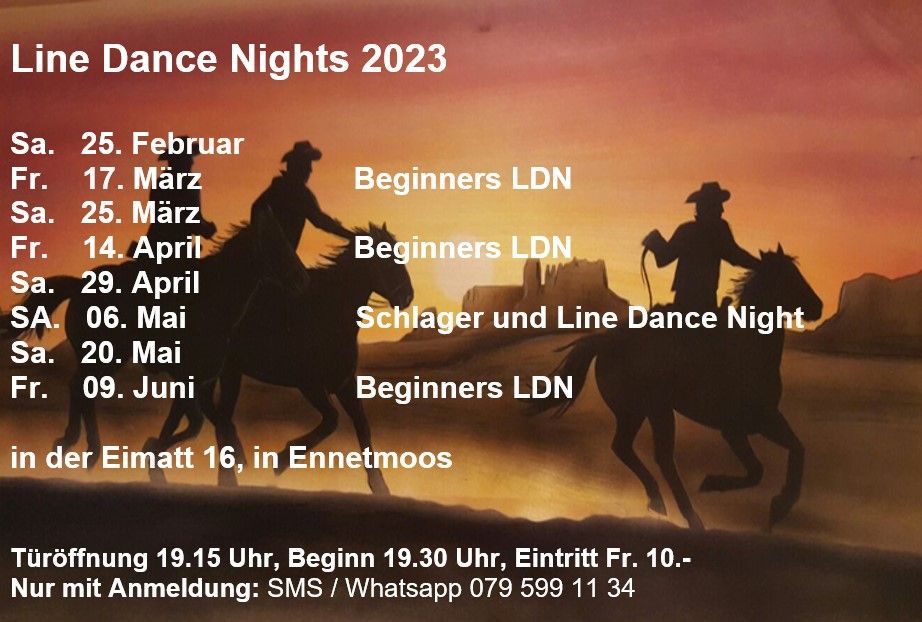 Line Dance Nights 2023
Sa. 25. Februar
Fr. 17. März Beginners LDN
Sa. 25. März
Fr. 14. April Beginners LDN
Sa. 29. April
SA. 06. Mai Schlager und Line Dance Night
Sa. 20. Mai
Fr. 09. Juni Beginners LDN
in der Eimatt 16, in Ennetmoos
Türöffnung 19.15 Uhr, Beginn 19.30 Uhr, Eintritt Fr. 10.-
Nur mit Anmeldung: SMS / Whatsapp 079 599 11 34